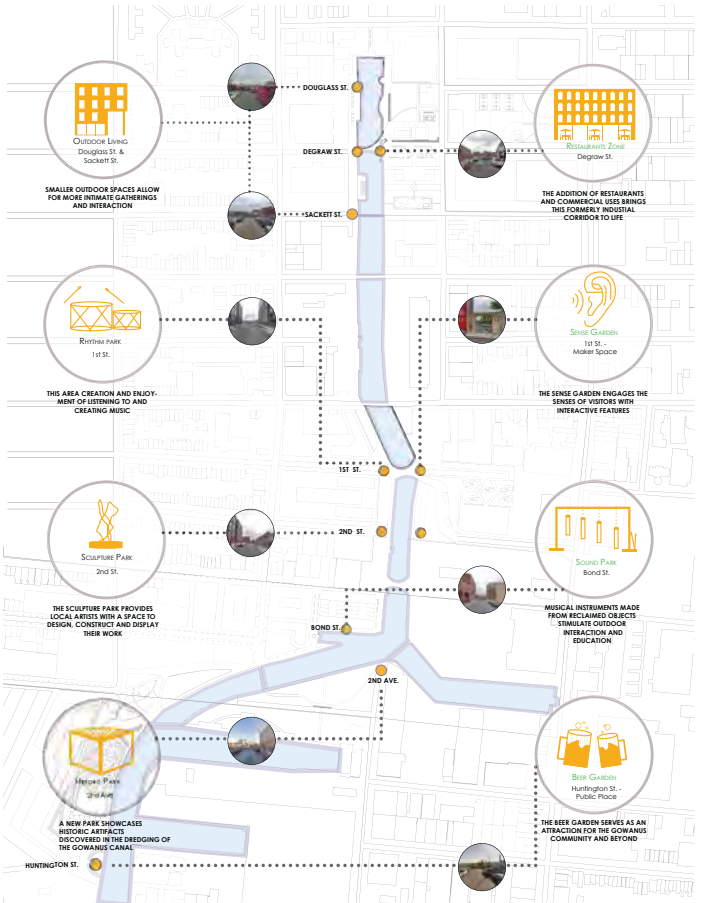 DOUGLASS ST.
OUTDOOR LIVING
Douglass St. &
Sackett St.
RESTAURANTS ZONE
Degraw St.
DEGRAW ST.
SMALLER OUTDOOR SPACES ALLOW
FOR MORE INTIMATE GATHERINGS
AND INTERACTION
THE ADDITION OF RESTAURANTS
AND COMMERCIAL USES BRINGS
THIS FORMERLY INDUSTIAL
CORRIDOR TO LIFE
SACKETT ST.
RHYTHM PARK
1st St.
SENSE GARDEN
1st St. -
Maker Space
THIS AREA CREATION AND ENJOY-
MENT OF LISTENING TO AND
CREATING MUSIC
THE SENSE GARDEN ENGAGES THE
SENSES OF VISITORS WITH
INTERACTIVE FEATURES
1ST ST.
2ND ST.
SCULPTURE PARK
2nd St.
SOUND PARK
Bond St.
THE SCULPTURE PARK PROVIDES
LOCAL ARTISTS WITH A SPACE TO
DESIGN, CONSTRUCT AND DISPLAY
THEIR WORK
MUSICAL INSTRUMENTS MADE
FROM RECLAIMED OBJECTS
STIMULATE OUTDOOR
INTERACTION AND
EDUCATION
BOND ST.
2ND AVE.
HISTORIC PARK
2nd Ave
BEER GARDEN
Huntington St. -
Public Place
A NEW PARK SHOWCASES
HISTORIC ARTIFACTS
DISCOVERED IN THE DREDGING OF
THE GOWANUS CANAL
THE BEER GARDEN SERVES AS AN
ATTRACTION FOR THE GOWANUS
COMMUNITY AND BEYOND
HUNTINGTON ST.